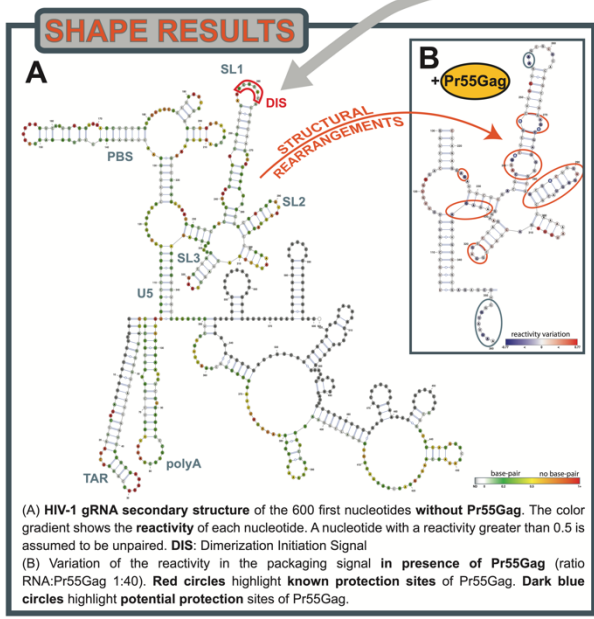 SHAPE RESULTS
A
SL1
DIS
PBS
SL2
SL3
U5
TAR
polyA
STRUCTURAL
REARRANGEMENTS
B
+ Pr55Gag
reactivity variation
base-pair
no base-pair
(A) HIV-1 gRNA secondary structure of the 600 first nucleotides without Pr55Gag. The color
gradient shows the reactivity of each nucleotide. A nucleotide with a reactivity greater than 0.5 is
assumed to be unpaired. DIS: Dimerization Initiation Signal
(B) Variation of the reactivity in the packaging signal in presence of Pr55Gag (ratio
RNA:Pr55Gag 1:40). Red circles highlight known protection sites of Pr55Gag. Dark blue
circles highlight potential protection sites of Pr55Gag.